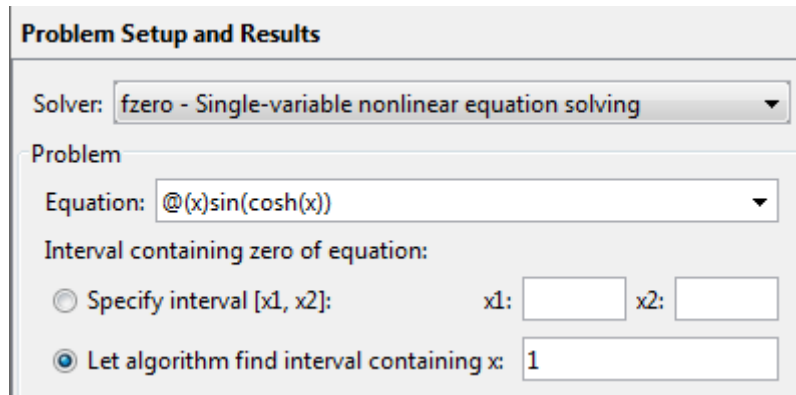 Problem Setup and Results
Solver: fzero - Single-variable nonlinear equation solving
Problem
Equation: @(x)sin(cosh(x))
Interval containing zero of equation:
Specify interval [x1, x2]: x1: x2:
Let algorithm find interval containing x: 1